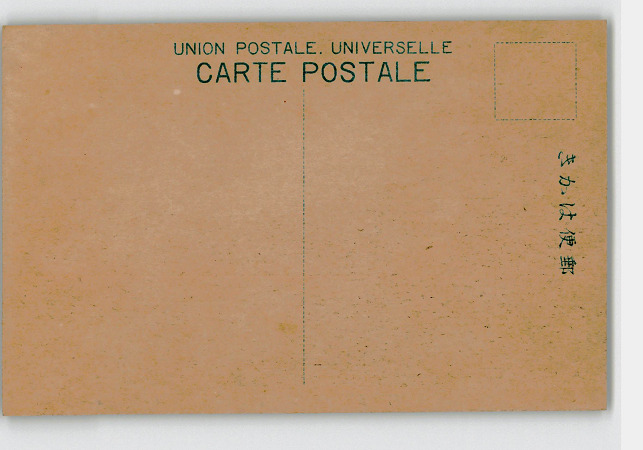 UNION POSTALE. UNIVERSELLE
CARTE POSTALE
きかは便郵